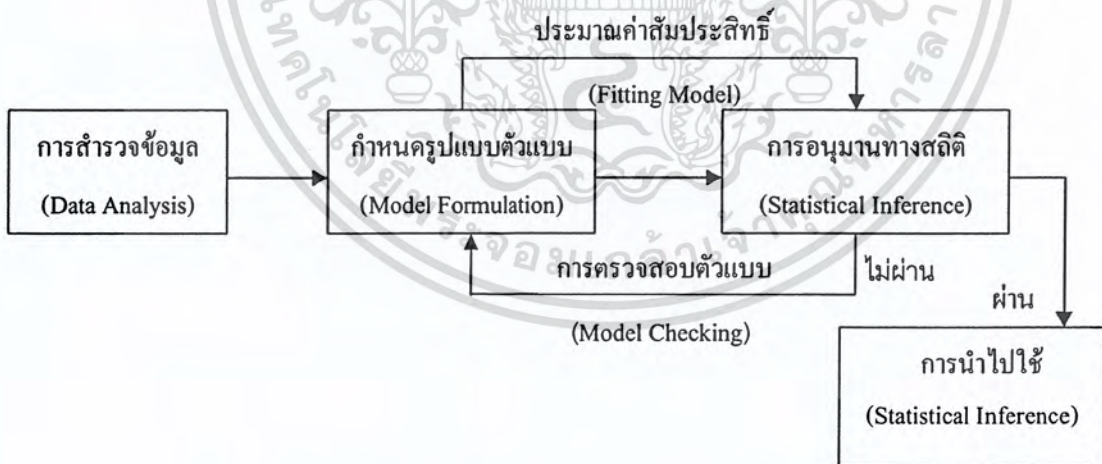 ประมาณค่าสัมประสิทธิ์
(Fitting Model)
การสำรวจข้อมูล
(Data Analysis)
กำหนดรูปแบบตัวแบบ
(Model Formulation)
การอนุมานทางสถิติ
(Statistical Inference)
การตรวจสอบตัวแบบ
(Model Checking)
ไม่ผ่าน
ผ่าน
การนำไปใช้
(Statistical Inference)